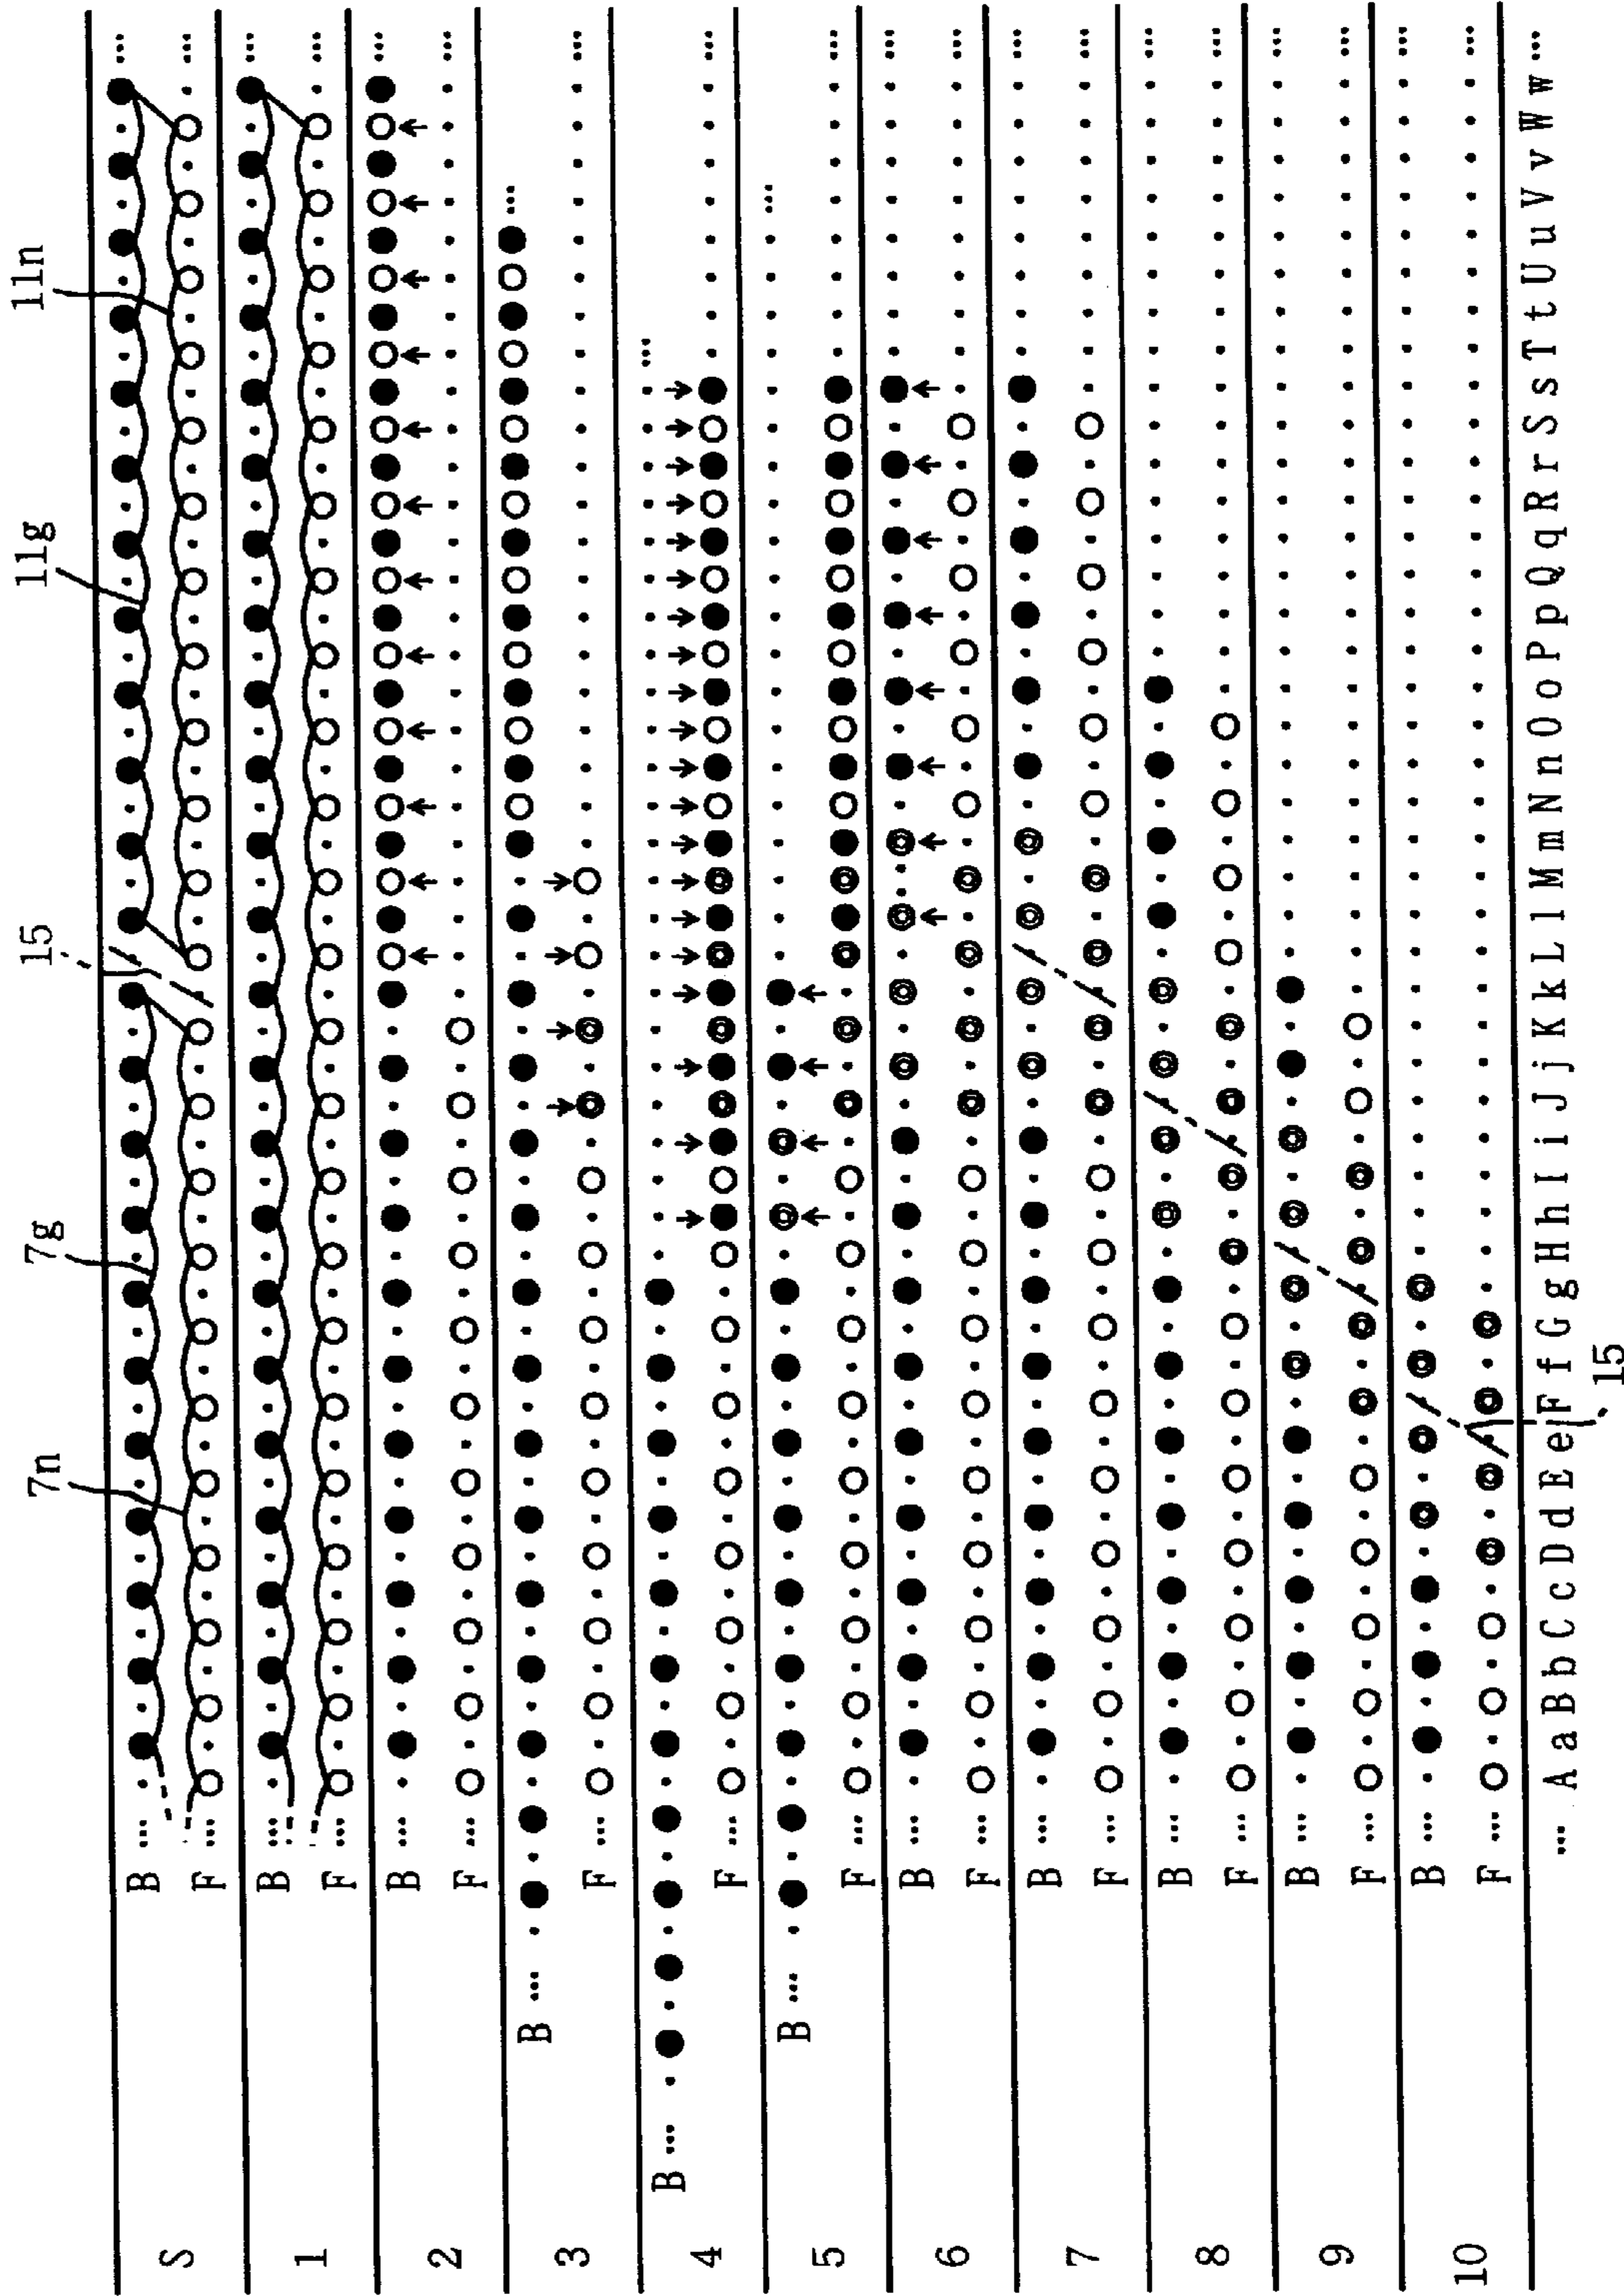 7n 7g 15 11g 11n
S B ... ...
F ... ...
1 B ... ...
F ... ...
2 B ... ...
F ... ...
3 B ... ...
F ... ...
4 B ... ...
F ... ...
5 B ... ...
F ... ...
6 B ... ...
F ... ...
7 B ... ...
F ... ...
8 B ... ...
F ... ...
9 B ... ...
F ... ...
10 B ... ...
F ... ...
... A a B b C c D d E e F f G g H h I i J j K k L l M m N n O o P p Q q R r S s T t U u V v W w ...
15